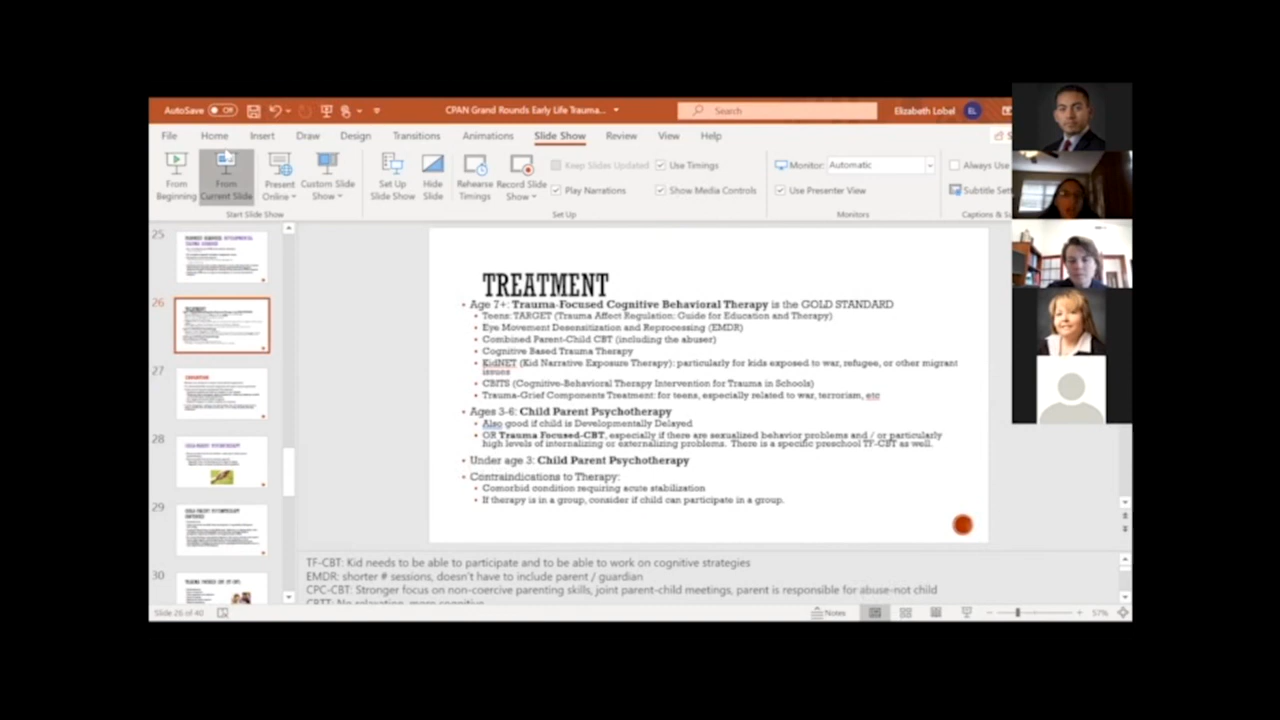 AutoSave Off
CPAN Grand Rounds Early Life Trauma...
Search
Elizabeth Lobel EL
File Home Insert Draw Design Transitions Animations Slide Show Review View Help
From Beginning
From Current Slide
Present Online
Custom Slide Show
Set Up Slide Show
Hide Slide
Rehearse Timings
Record Slide Show
Keep Slides Updated
Use Timings
Play Narrations
Show Media Controls
Monitor: Automatic
Use Presenter View
Always Use
Subtitle Sett
Start Slide Show
Set Up
Monitors
Captions & Su
25
26
27
28
29
30
TREATMENT
• Age 7+: Trauma-Focused Cognitive Behavioral Therapy is the GOLD STANDARD
• Teens: TARGET (Trauma Affect Regulation: Guide for Education and Therapy)
• Eye Movement Desensitization and Reprocessing (EMDR)
• Combined Parent-Child CBT (including the abuser)
• Cognitive Based Trauma Therapy
• KidNET (Kid Narrative Exposure Therapy): particularly for kids exposed to war, refugee, or other migrant
issues
• CBITS (Cognitive-Behavioral Therapy Intervention for Trauma in Schools)
• Trauma-Grief Components Treatment: for teens, especially related to war, terrorism, etc
• Ages 3-6: Child Parent Psychotherapy
• Also good if child is Developmentally Delayed
• OR Trauma Focused-CBT, especially if there are sexualized behavior problems and / or particularly
high levels of internalizing or externalizing problems. There is a specific preschool TF-CBT as well.
• Under age 3: Child Parent Psychotherapy
• Contraindications to Therapy:
• Comorbid condition requiring acute stabilization
• If therapy is in a group, consider if child can participate in a group.
TF-CBT: Kid needs to be able to participate and to be able to work on cognitive strategies
EMDR: shorter # sessions, doesn't have to include parent / guardian
CPC-CBT: Stronger focus on non-coercive parenting skills, joint parent-child meetings, parent is responsible for abuse-not child
Slide 26 of 40
Notes
57%